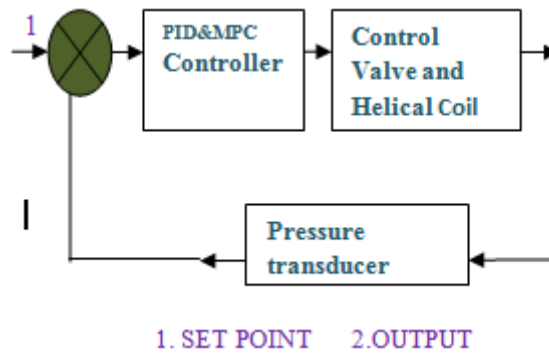 1
PID&MPC
Controller
Control
Valve and
Helical Coil
Pressure
transducer
1. SET POINT 2.OUTPUT